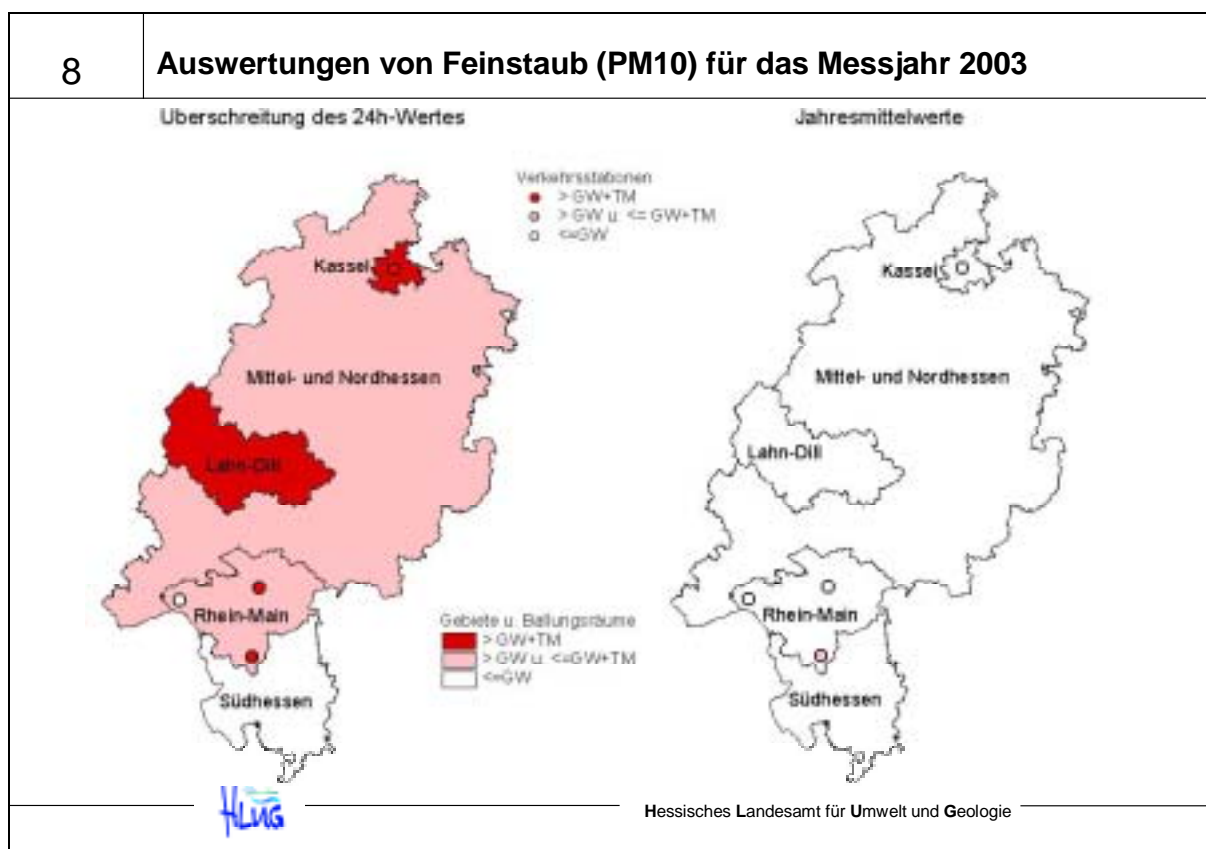 8
Auswertungen von Feinstaub (PM10) für das Messjahr 2003
Überschreitung des 24h-Wertes
Jahresmittelwerte
Verkehrsstationen
> GW+TM
> GW u. <= GW+TM
<=GW
Kassel
Mittel- und Nordhessen
Lahn-Dill
Rhein-Main
Südhessen
Gebiete u. Ballungsräume
> GW+TM
> GW u. <=GW+TM
<=GW
Kassel
Mittel- und Nordhessen
Lahn-Dill
Rhein-Main
Südhessen
HLUG
Hessisches Landesamt für Umwelt und Geologie